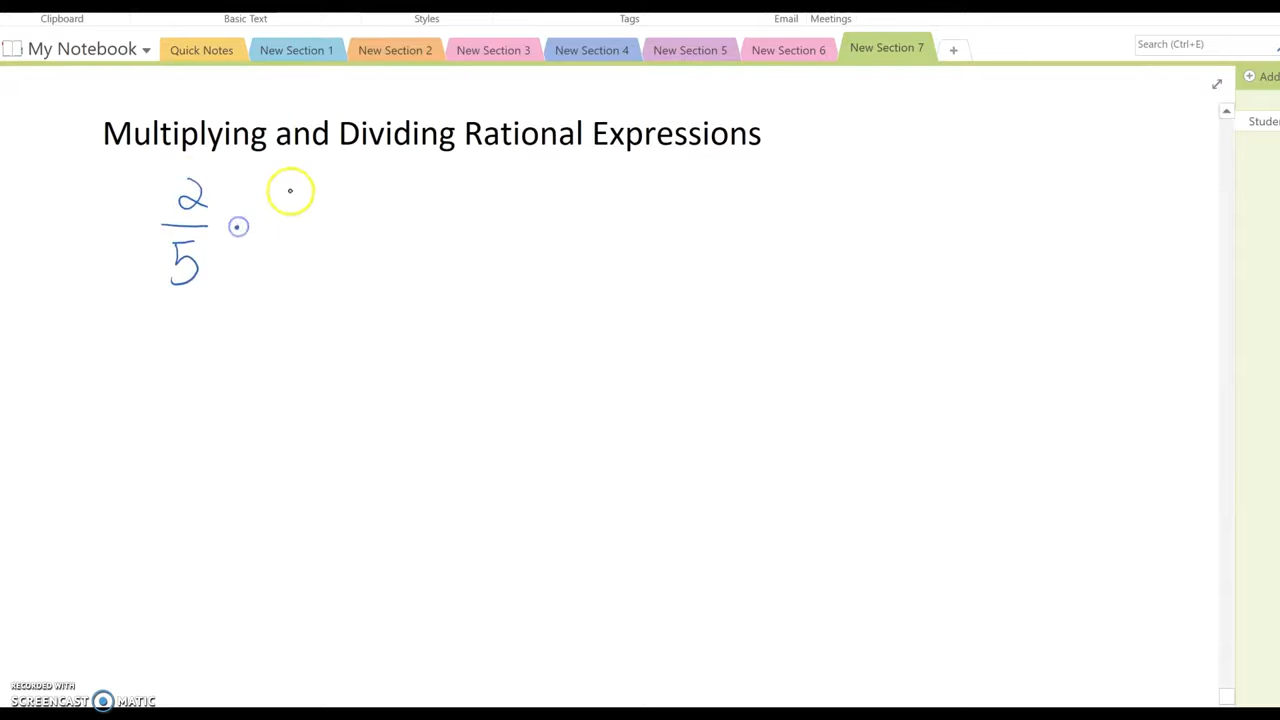 Clipboard Basic Text Styles Tags Email Meetings
My Notebook Quick Notes New Section 1 New Section 2 New Section 3 New Section 4 New Section 5 New Section 6 New Section 7 + Search (Ctrl+E)
Add
Multiplying and Dividing Rational Expressions
Studen
2
·
5
RECORDED WITH
SCREENCAST MATIC